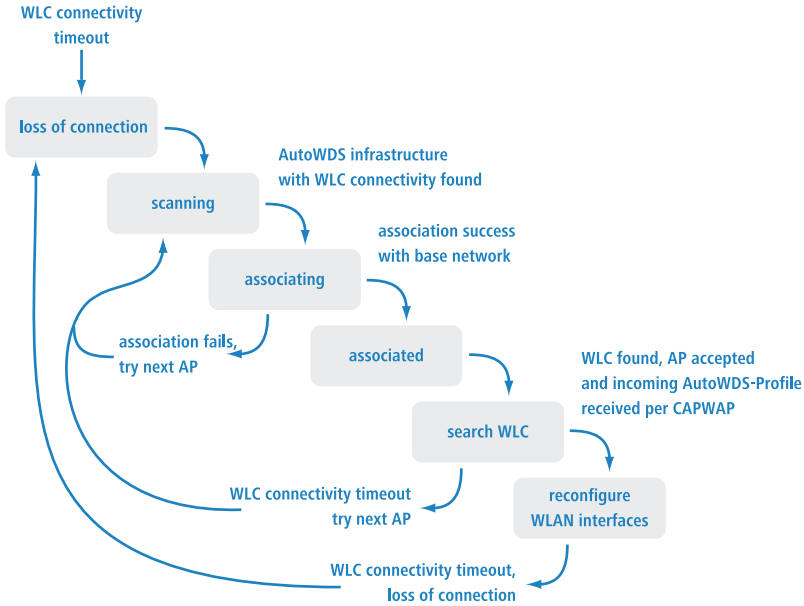 WLC connectivity
timeout
loss of connection
AutoWDS infrastructure
with WLC connectivity found
scanning
association success
with base network
associating
association fails,
try next AP
associated
WLC found, AP accepted
and incoming AutoWDS-Profile
received per CAPWAP
search WLC
WLC connectivity timeout
try next AP
reconfigure
WLAN interfaces
WLC connectivity timeout,
loss of connection